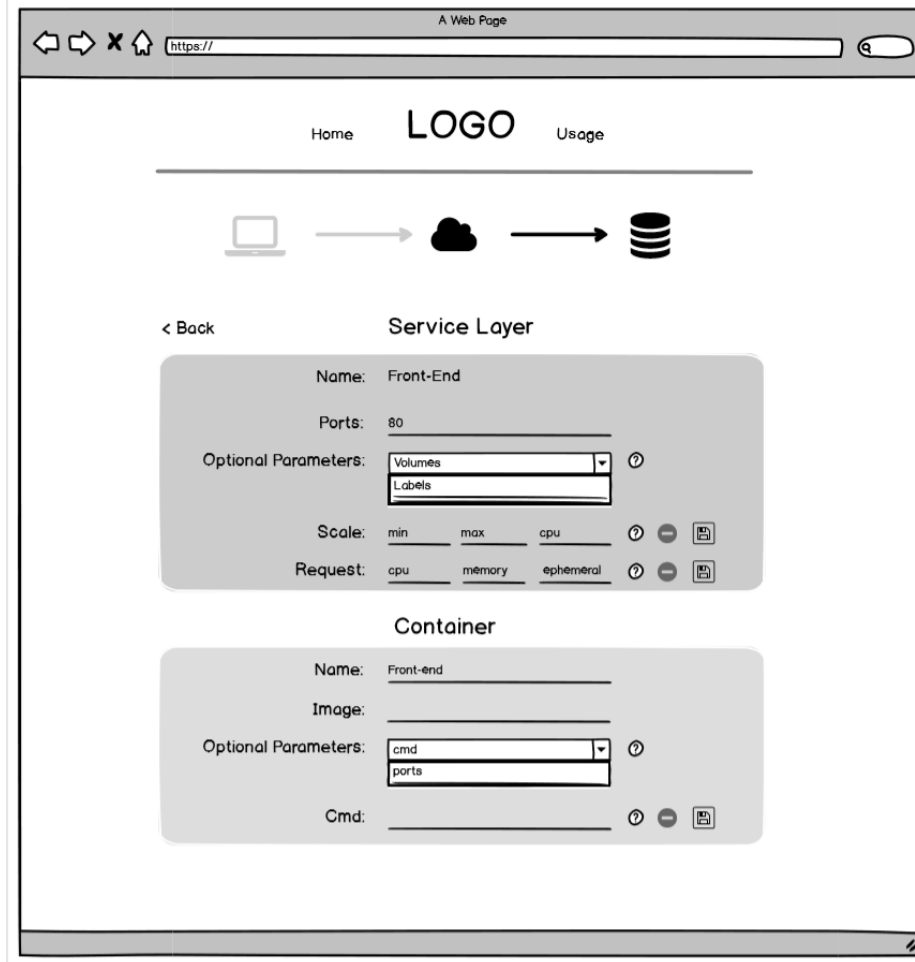 A Web Page
https://
Home LOGO Usage
< Back Service Layer
Name: Front-End
Ports: 80
Optional Parameters: Volumes
Labels
Scale: min max cpu
Request: cpu memory ephemeral
Container
Name: Front-end
Image:
Optional Parameters: cmd
ports
Cmd: